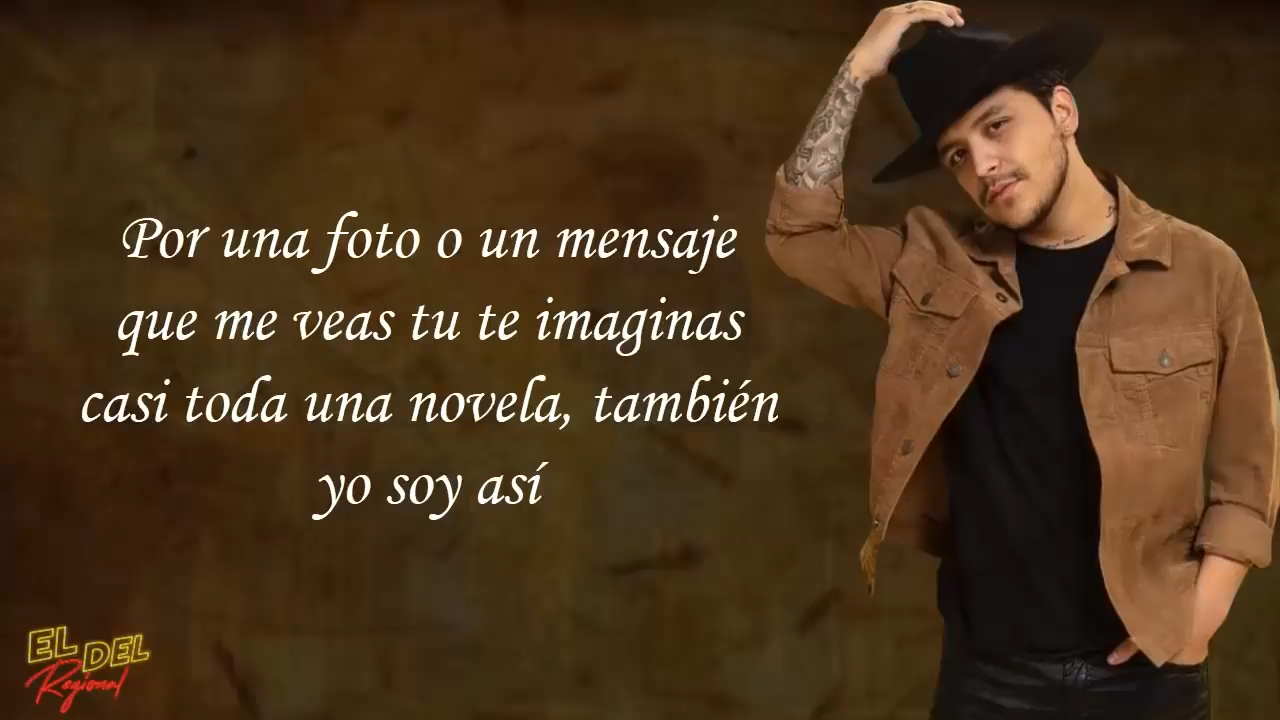 Por una foto o un mensaje
que me veas tu te imaginas
casi toda una novela, también
yo soy así
EL DEL
Regional